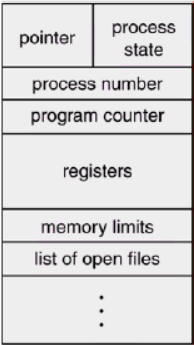 pointer
process
state
process number
program counter
registers
memory limits
list of open files